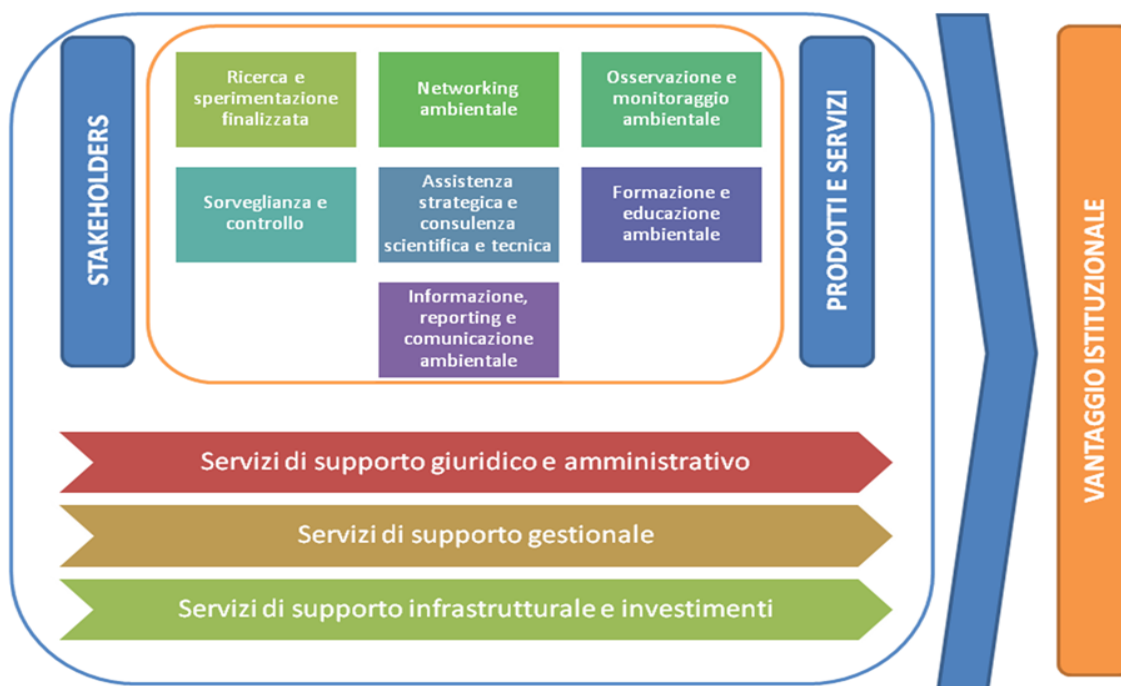 STAKEHOLDERS
Ricerca e
sperimentazione
finalizzata
Networking
ambientale
Osservazione e
monitoraggio
ambientale
Sorveglianza e
controllo
Assistenza
strategica e
consulenza
scientifica e tecnica
Formazione e
educazione
ambientale
Informazione,
reporting e
comunicazione
ambientale
PRODOTTI E SERVIZI
VANTAGGIO ISTITUZIONALE
Servizi di supporto giuridico e amministrativo
Servizi di supporto gestionale
Servizi di supporto infrastrutturale e investimenti